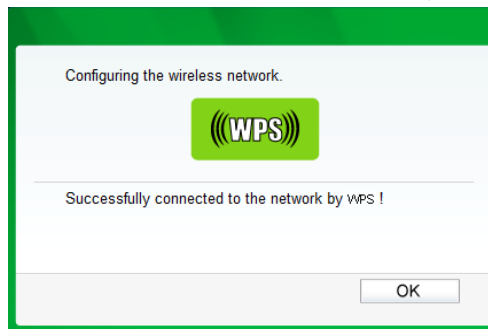 Configuring the wireless network.
(((WPS)))
Successfully connected to the network by WPS !
OK